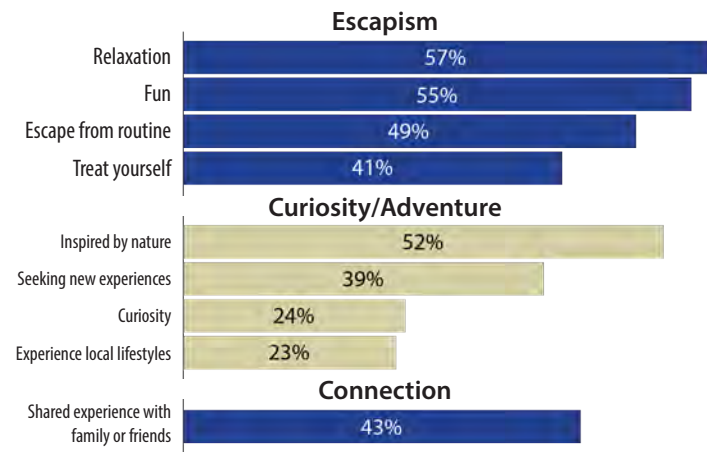 Escapism
Relaxation 57%
Fun 55%
Escape from routine 49%
Treat yourself 41%
Curiosity/Adventure
Inspired by nature 52%
Seeking new experiences 39%
Curiosity 24%
Experience local lifestyles 23%
Connection
Shared experience with
family or friends 43%